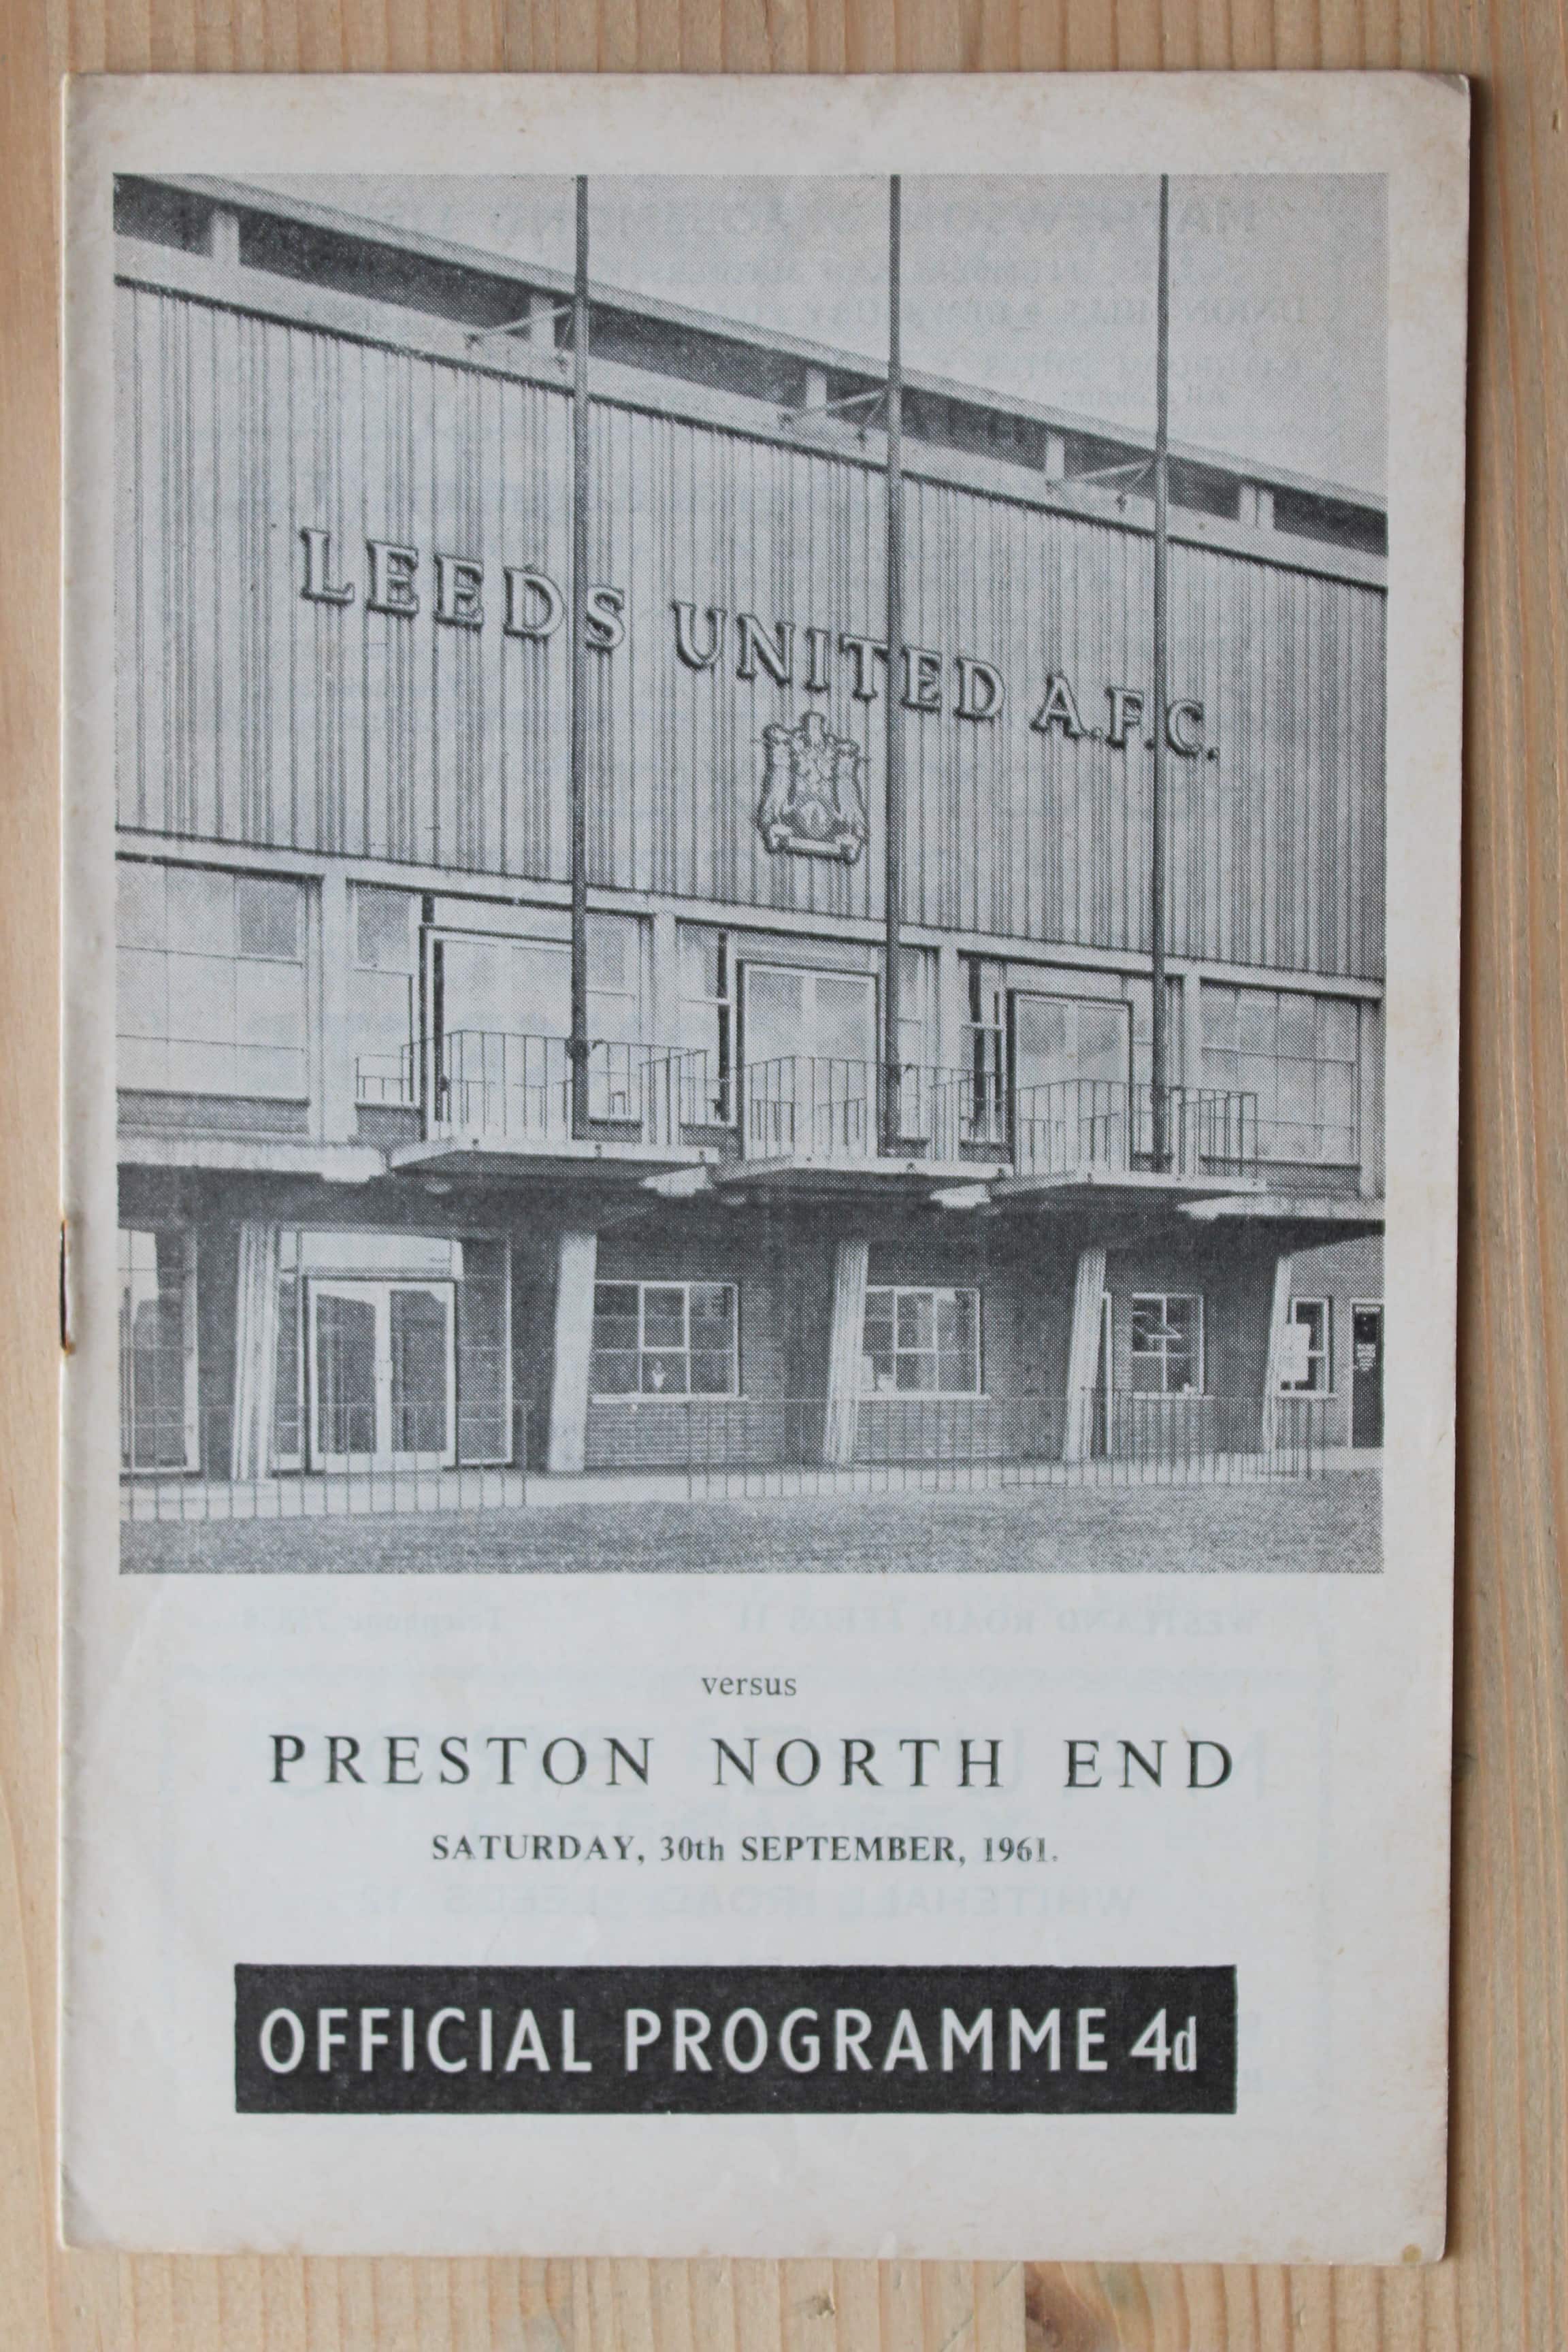 LEEDS UNITED A.F.C.
versus
PRESTON NORTH END
SATURDAY, 30th SEPTEMBER, 1961.
OFFICIAL PROGRAMME 4d